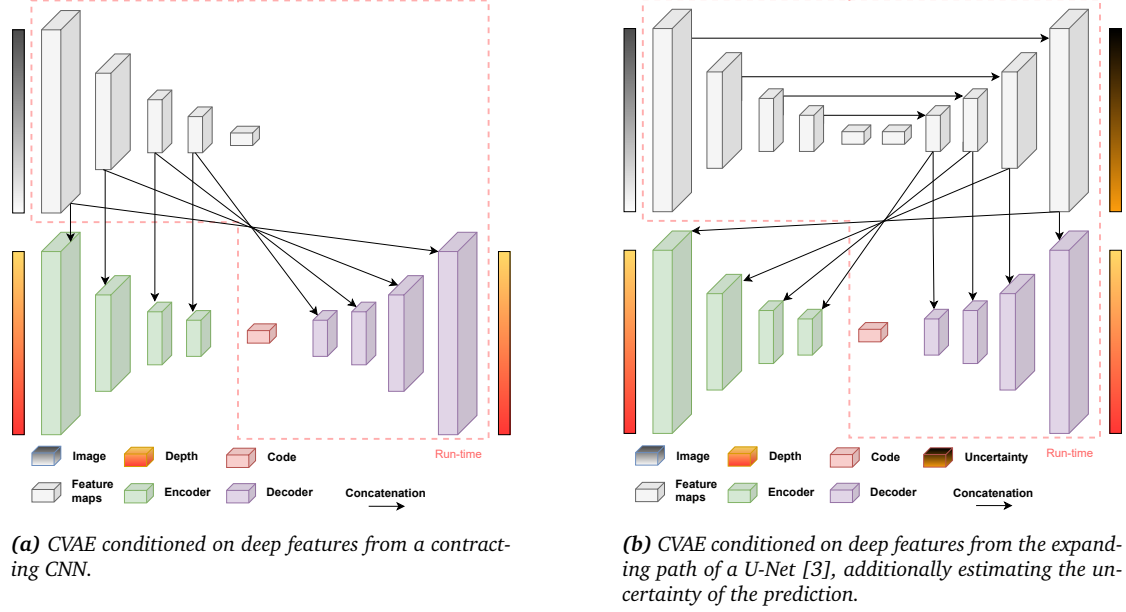 Run-time
Image
Depth
Code
Feature
maps
Encoder
Decoder
Concatenation
(a) CVAE conditioned on deep features from a contract-
ing CNN.
Run-time
Image
Depth
Code
Uncertainty
Feature
maps
Encoder
Decoder
Concatenation
(b) CVAE conditioned on deep features from the expand-
ing path of a U-Net [3], additionally estimating the un-
certainty of the prediction.